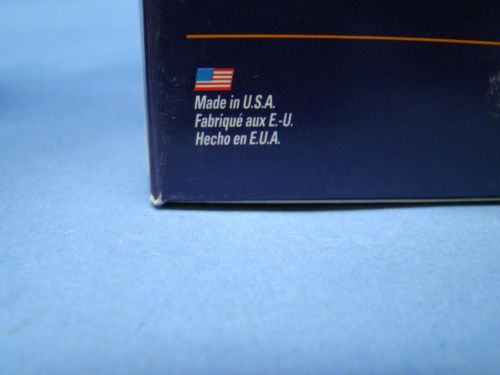 Made in U.S.A.
Fabriqué aux E.-U.
Hecho en E.U.A.